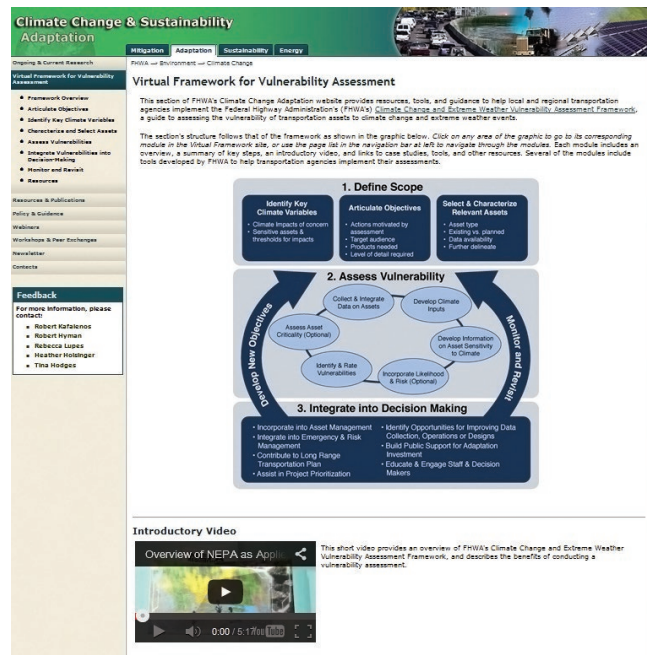 Climate Change & Sustainability
Adaptation
Mitigation Adaptation Sustainability Energy
Ongoing & Current Research
Virtual Framework for Vulnerability
Assessment
Framework Overview
Articulate Objectives
Identify Key Climate Variables
Characterize and Select Assets
Assess Vulnerabilities
Integrate Vulnerabilities into
Decision-Making
Monitor and Revisit
Resources
Resources & Publications
Policy & Guidance
Webinars
Workshops & Peer Exchanges
Newsletter
Contacts
Feedback
For more information, please
contact:
Robert Kafalenos
Robert Hyman
Rebecca Lupes
Heather Holsinger
Tina Hodges
FHWA → Environment → Climate Change
Virtual Framework for Vulnerability Assessment
This section of FHWA's Climate Change Adaptation website provides resources, tools, and guidance to help local and regional transportation
agencies implement the Federal Highway Administration's (FHWA's) Climate Change and Extreme Weather Vulnerability Assessment Framework,
a guide to assessing the vulnerability of transportation assets to climate change and extreme weather events.
The section's structure follows that of the framework as shown in the graphic below. Click on any area of the graphic to go to its corresponding
module in the Virtual Framework site, or use the page list in the navigation bar at left to navigate through the modules. Each module includes an
overview, a summary of key steps, an introductory video, and links to case studies, tools, and other resources. Several of the modules include
tools developed by FHWA to help transportation agencies implement their assessments.
1. Define Scope
Identify Key
Climate Variables
• Climate Impacts of concern
• Sensitive assets &
thresholds for impacts
Articulate Objectives
• Actions motivated by
assessment
• Target audience
• Products needed
• Level of detail required
Select & Characterize
Relevant Assets
• Asset type
• Existing vs. planned
• Data availability
• Further delineate
2. Assess Vulnerability
Collect & Integrate
Data on Assets
Develop Climate
Inputs
Assess Asset
Criticality (Optional)
Develop Information
on Asset Sensitivity
to Climate
Identify & Rate
Vulnerabilities
Incorporate Likelihood
& Risk (Optional)
Develop New Objectives
Monitor and Revisit
3. Integrate into Decision Making
• Incorporate into Asset Management
• Integrate into Emergency & Risk
Management
• Contribute to Long Range
Transportation Plan
• Assist in Project Prioritization
• Identify Opportunities for Improving Data
Collection, Operations or Designs
• Build Public Support for Adaptation
Investment
• Educate & Engage Staff & Decision
Makers
Introductory Video
Overview of NEPA as Applic
0:00 / 5:17 You Tube
This short video provides an overview of FHWA's Climate Change and Extreme Weather
Vulnerability Assessment Framework, and describes the benefits of conducting a
vulnerability assessment.